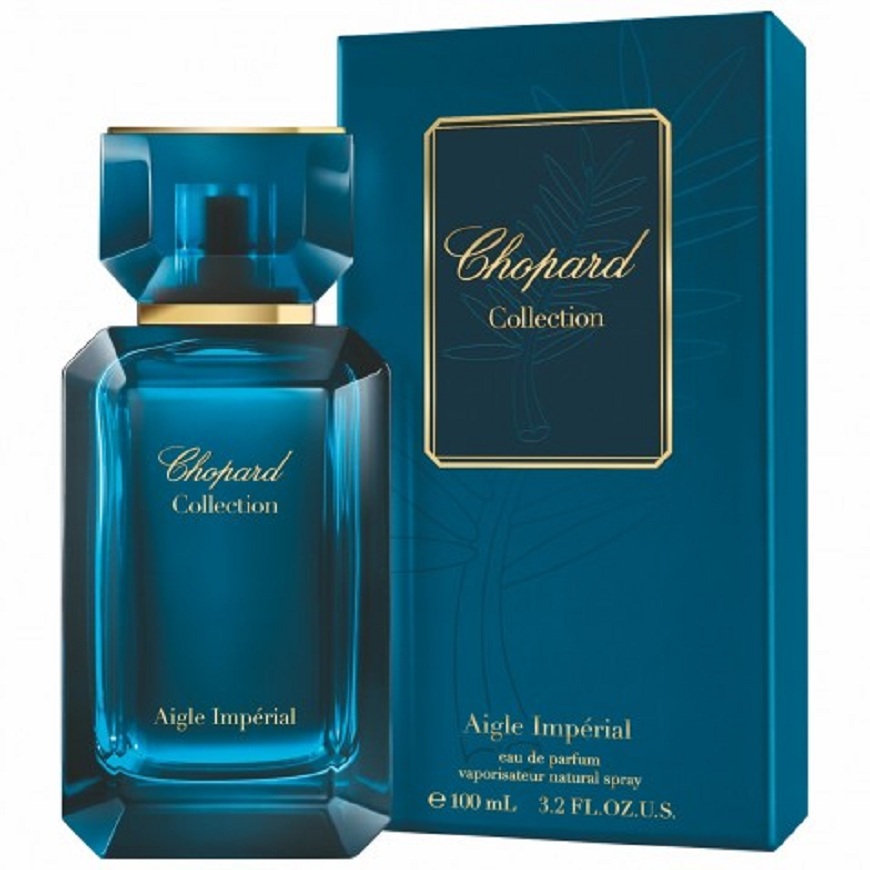 Chopard
Collection
Aigle Impérial
Chopard
Collection
Aigle Impérial
eau de parfum
vaporisateur natural spray
℮ 100 mL 3.2 FL.OZ.U.S.